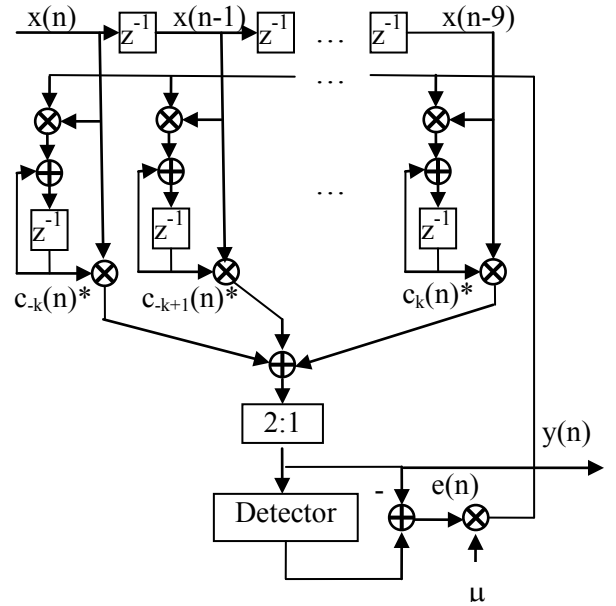 x(n) z⁻¹ x(n-1) z⁻¹ ... z⁻¹ x(n-9)
...
...
z⁻¹ z⁻¹ z⁻¹
c₋ₖ(n)* c₋ₖ₊₁(n)* cₖ(n)*
2:1
y(n)
- e(n)
Detector
μ